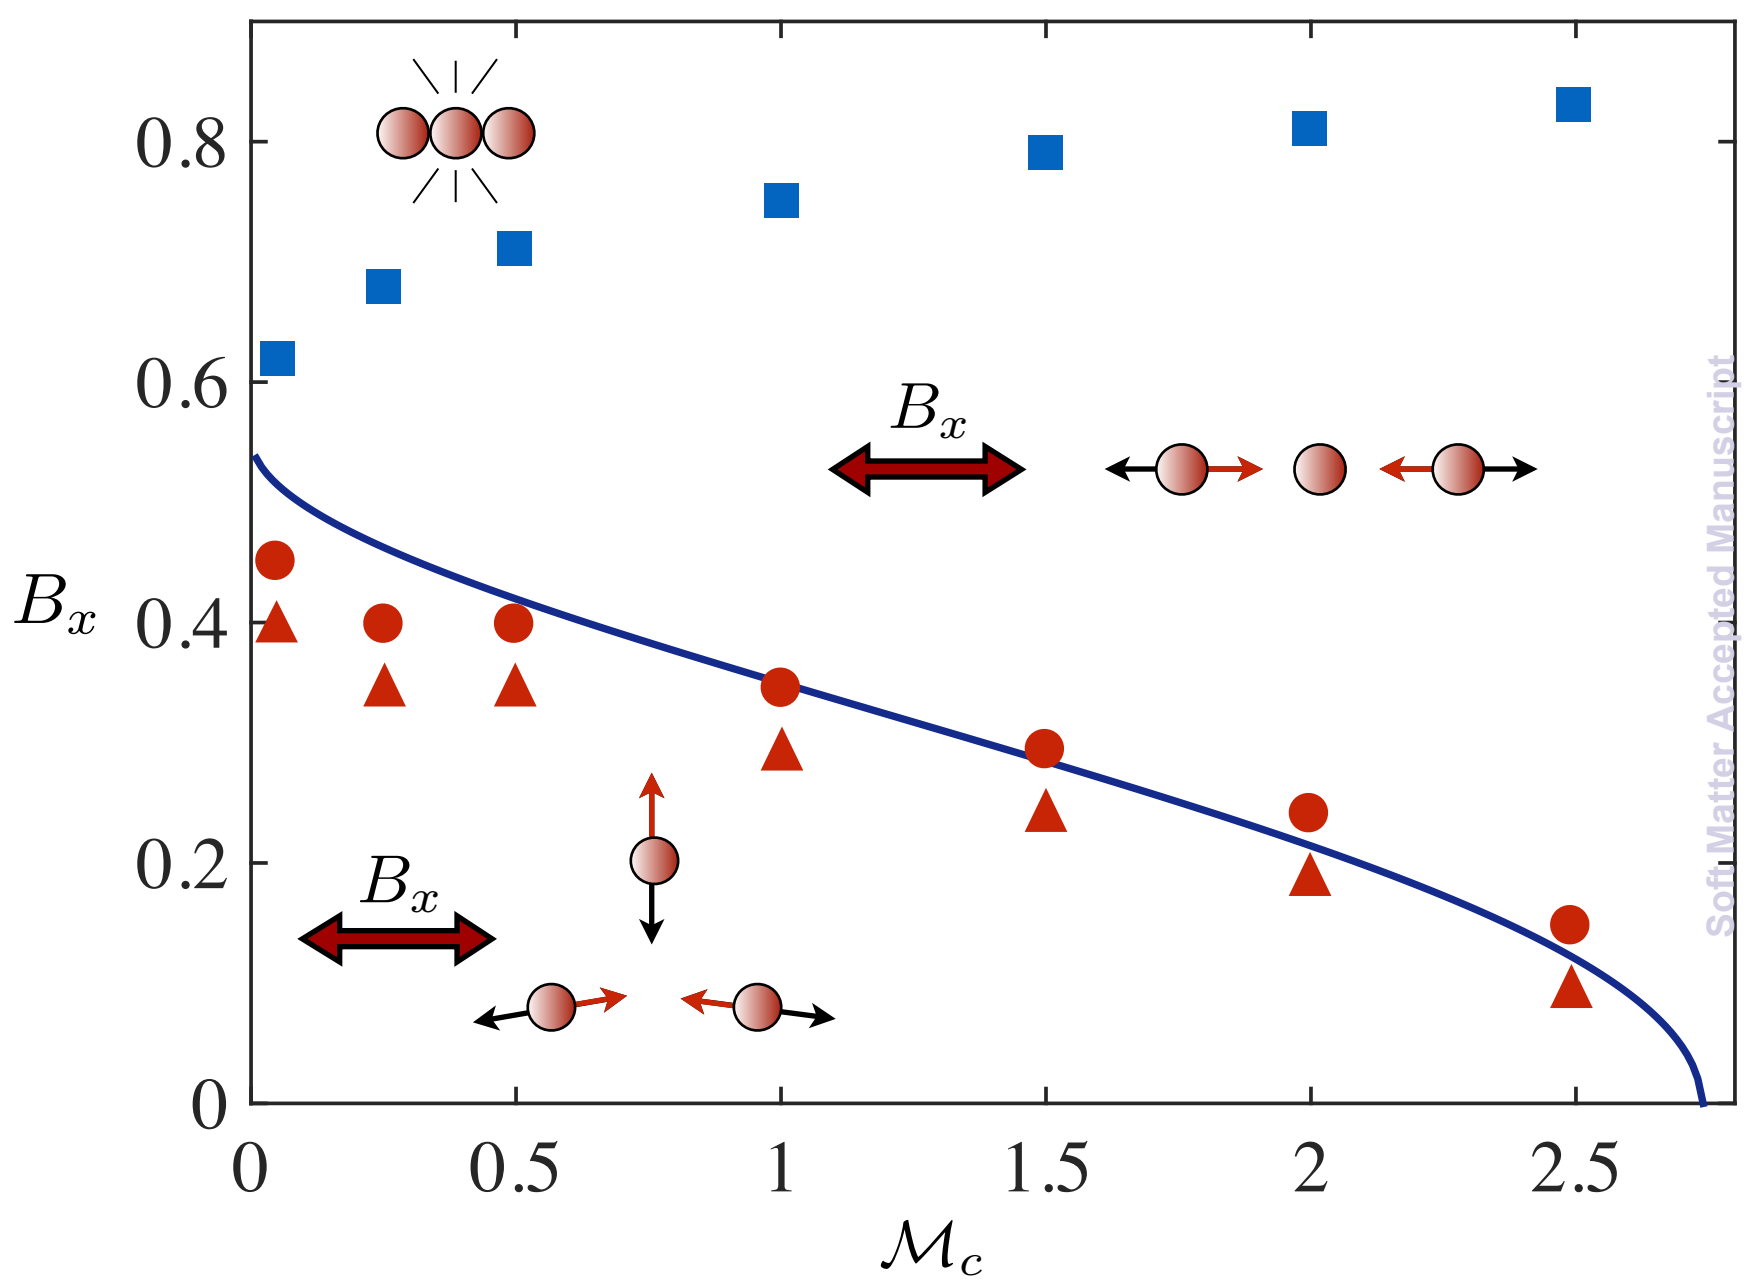 0.8
0.6
B_x
B_x
0.4
0.2
B_x
0
0 0.5 1 1.5 2 2.5
ℳ_c
Soft Matter Accepted Manuscript